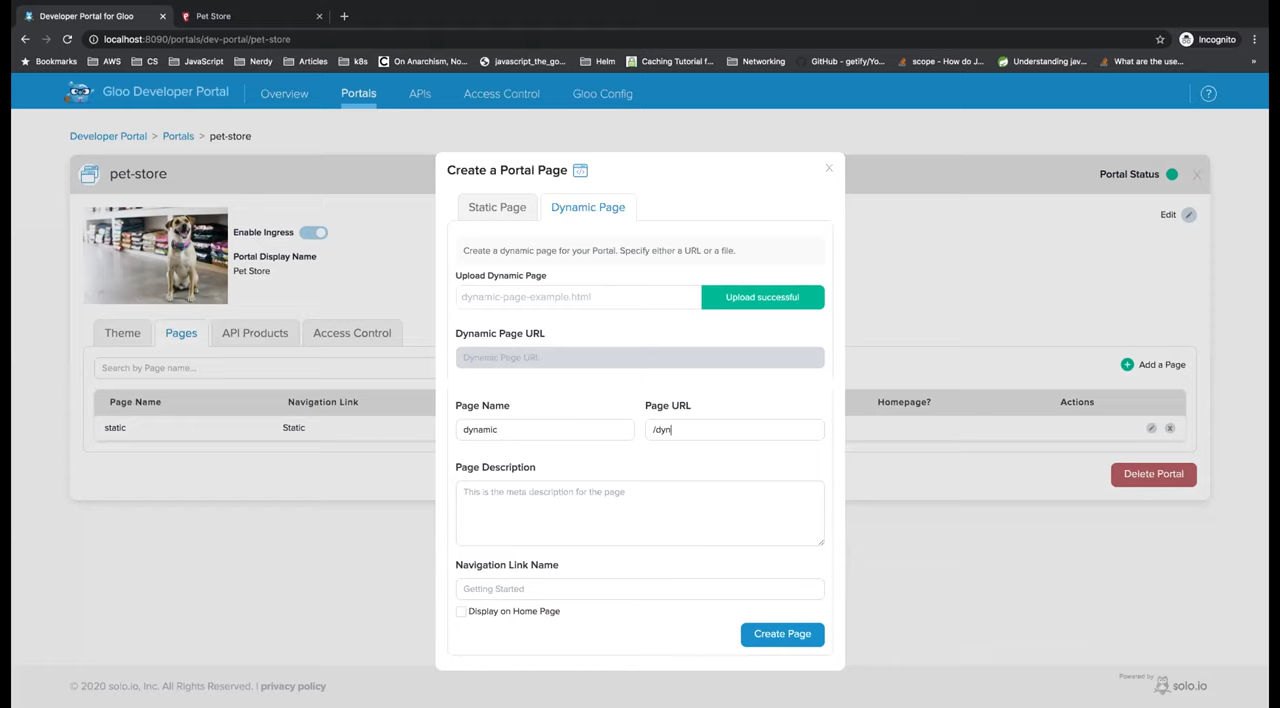 Developer Portal for Gloo
Pet Store
localhost:8090/portals/dev-portal/pet-store
Incognito
Bookmarks AWS CS JavaScript Nerdy Articles k8s On Anarchism, No... javascript_the_go... Helm Caching Tutorial f... Networking GitHub - getify/Yo... scope - How do J... Understanding jav... What are the use...
Gloo Developer Portal Overview Portals APIs Access Control Gloo Config ?
Developer Portal > Portals > pet-store
pet-store
Portal Status
Edit
Enable Ingress
Portal Display Name
Pet Store
Theme Pages API Products Access Control
Search by Page name...
Add a Page
Page Name Navigation Link Homepage? Actions
static Static
Delete Portal
Create a Portal Page
Static Page Dynamic Page
Create a dynamic page for your Portal. Specify either a URL or a file.
Upload Dynamic Page
dynamic-page-example.html Upload successful
Dynamic Page URL
Dynamic Page URL
Page Name Page URL
dynamic /dyn
Page Description
This is the meta description for the page
Navigation Link Name
Getting Started
Display on Home Page
Create Page
© 2020 solo.io, Inc. All Rights Reserved. | privacy policy
Powered by
solo.io